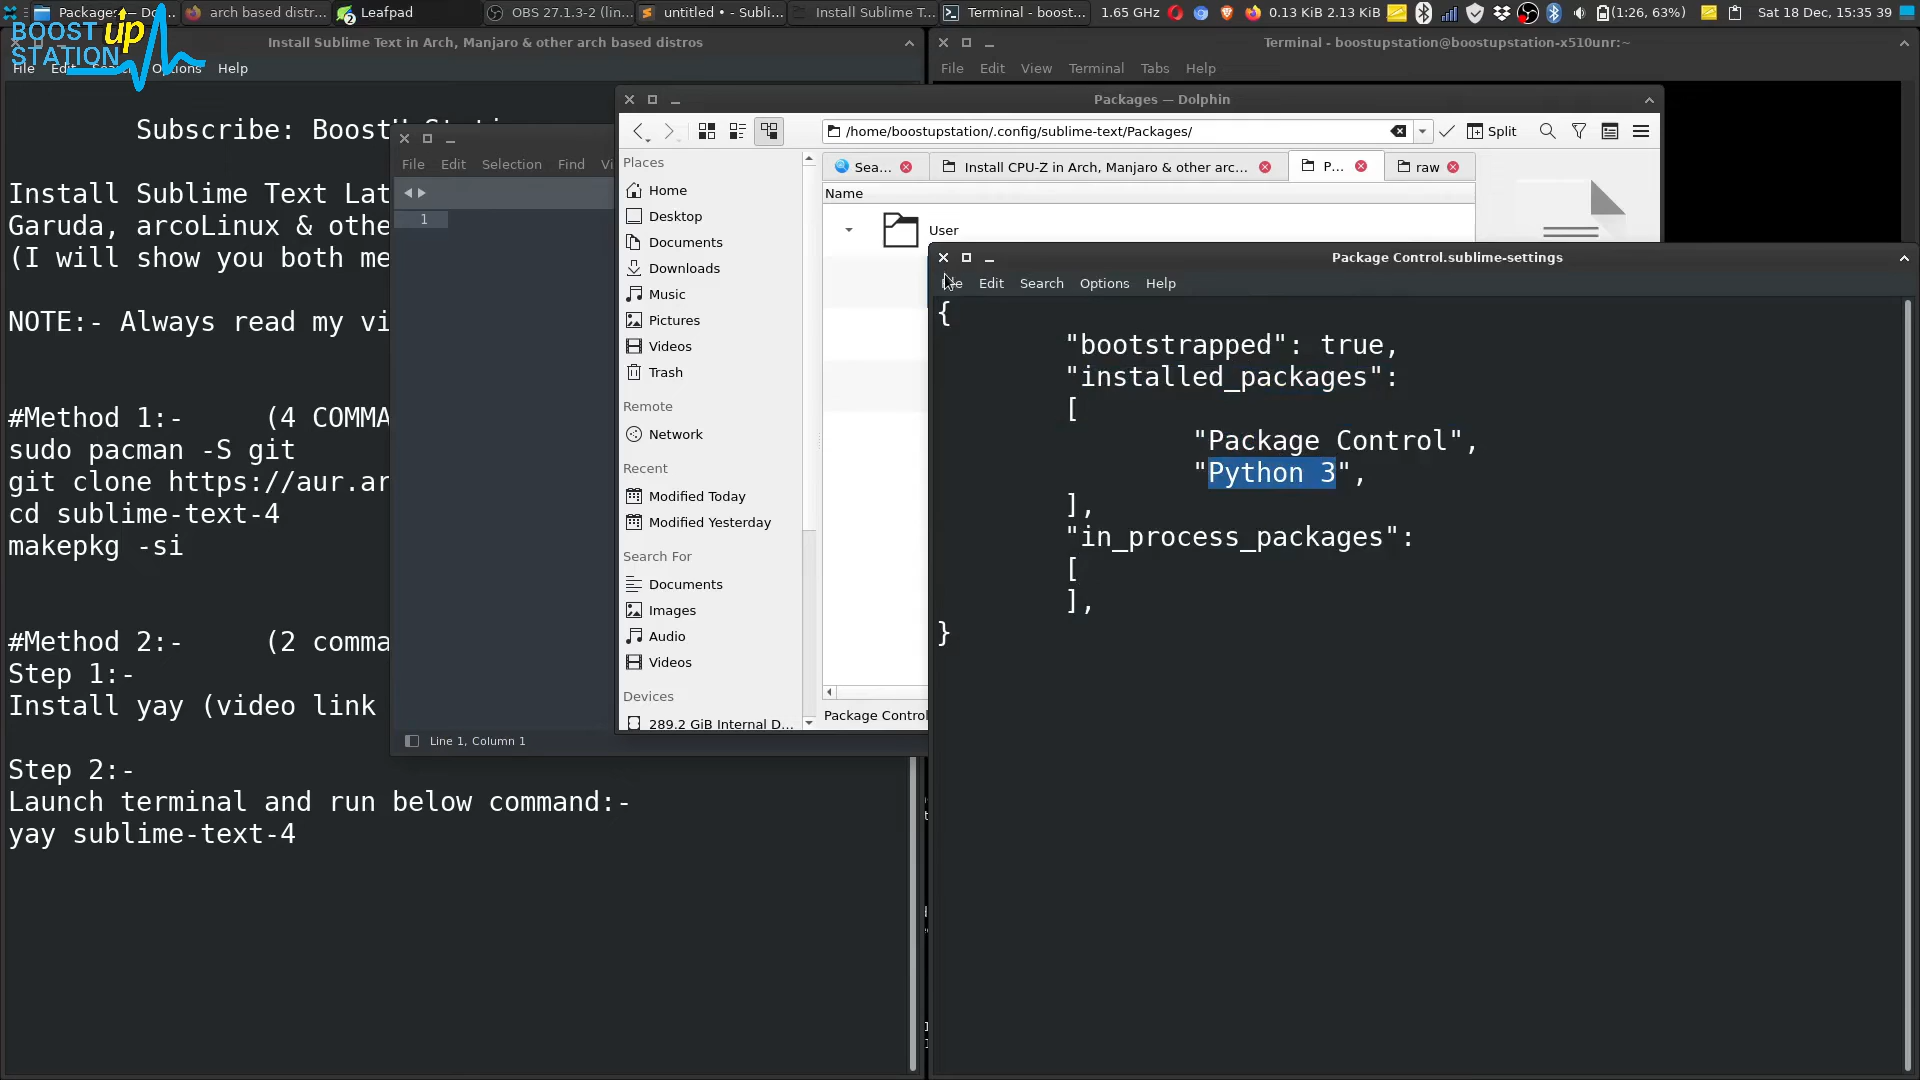 Packages — Do...
arch based distr...
2
Leafpad
OBS 27.1.3-2 (lin...
untitled • - Subli...
Install Sublime T...
Terminal - boost...
1.65 GHz
0.13 KiB 2.13 KiB
(1:26, 63%)
Sat 18 Dec, 15:35 39
BOOST up
STATION
Install Sublime Text in Arch, Manjaro & other arch based distros
File Edit Search Options Help
Subscribe: BoostUpStation
Install Sublime Text Lat
Garuda, arcoLinux & othe
(I will show you both me
NOTE:- Always read my vi
#Method 1:- (4 COMMA
sudo pacman -S git
git clone https://aur.ar
cd sublime-text-4
makepkg -si
#Method 2:- (2 comma
Step 1:-
Install yay (video link
Step 2:-
Launch terminal and run below command:-
yay sublime-text-4
File Edit Selection Find Vi
1
Line 1, Column 1
Terminal - boostupstation@boostupstation-x510unr:~
File Edit View Terminal Tabs Help
Packages — Dolphin
/home/boostupstation/.config/sublime-text/Packages/
Split
Places
Home
Desktop
Documents
Downloads
Music
Pictures
Videos
Trash
Remote
Network
Recent
Modified Today
Modified Yesterday
Search For
Documents
Images
Audio
Videos
Devices
289.2 GiB Internal D...
Sea...
Install CPU-Z in Arch, Manjaro & other arc...
P...
raw
Name
User
Package Control
Package Control.sublime-settings
File Edit Search Options Help
{
"bootstrapped": true,
"installed_packages":
[
"Package Control",
"Python 3",
],
"in_process_packages":
[
],
}